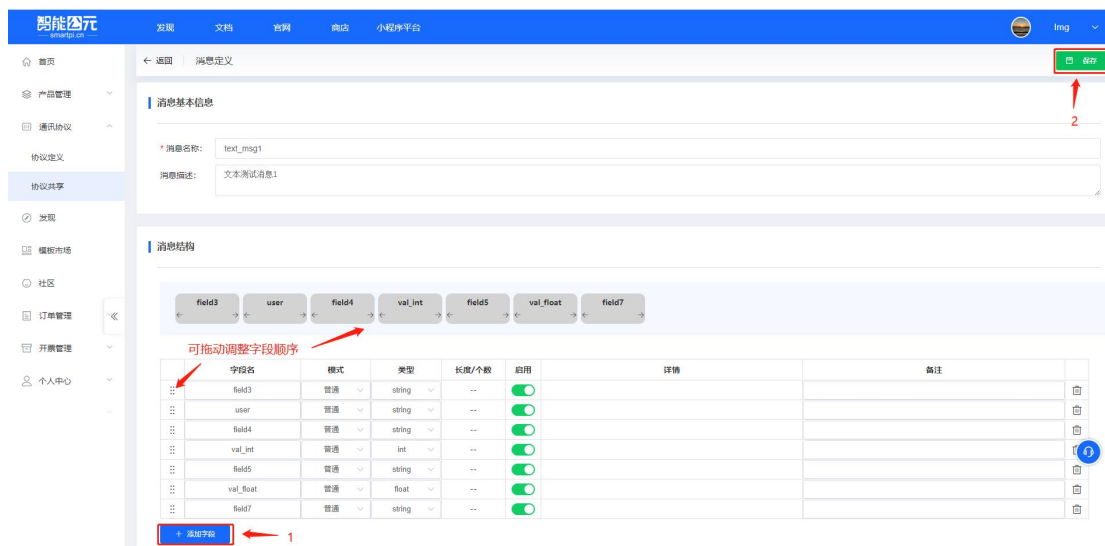 智能公元 发现 文档 官网 商店 小程序平台 lmg
smartpi.cn
首页 返回 消息定义 保存
产品管理 消息基本信息
2
通讯协议
协议定义 * 消息名称: text_msg1
协议共享 消息描述: 文本测试消息1
发现
模板市场 消息结构
社区
订单管理 field3 user field4 val_int field5 val_float field7
开票管理 可拖动调整字段顺序
个人中心 字段名 模式 类型 长度/个数 启用 详情 备注
field3 普通 string --
user 普通 string --
field4 普通 string --
val_int 普通 int --
field5 普通 string --
val_float 普通 float --
field7 普通 string --
+ 添加字段 1